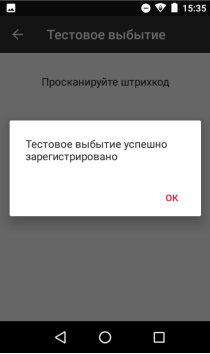 15:35
Тестовое выбытие
Просканируйте штрихкод
Тестовое выбытие успешно
зарегистрировано
ОК